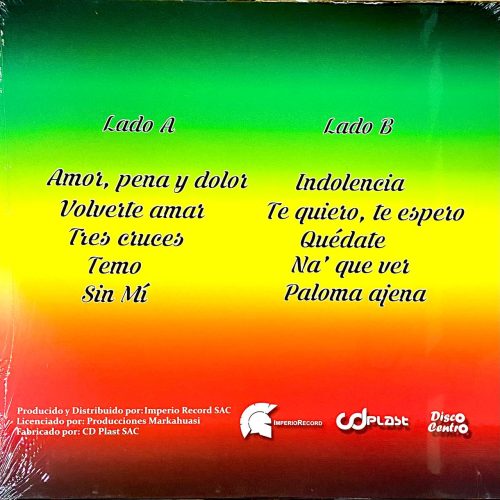 Lado A
Amor, pena y dolor
Volverte amar
Tres cruces
Temo
Sin Mí
Lado B
Indolencia
Te quiero, te espero
Quédate
Na' que ver
Paloma ajena
Producido y Distribuido por: Imperio Record SAC
Licenciado por: Producciones Markahuasi
Fabricado por: CD Plast SAC
ImperioRecord
CDPLAST
Disco
Centro